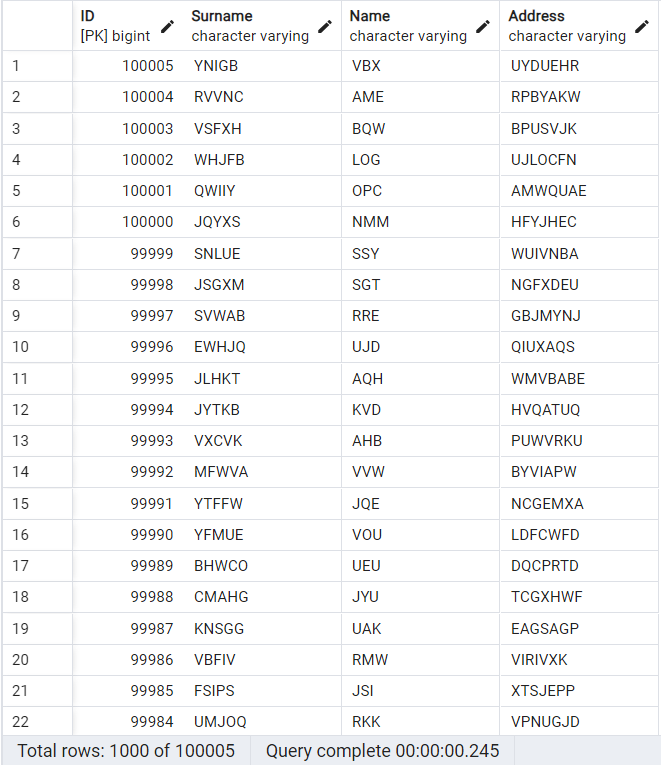 ID Surname Name Address
[PK] bigint character varying character varying character varying
1 100005 YNIGB VBX UYDUEHR
2 100004 RVVNC AME RPBYAKW
3 100003 VSFXH BQW BPUSVJK
4 100002 WHJFB LOG UJLOCFN
5 100001 QWIIY OPC AMWQUAE
6 100000 JQYXS NMM HFYJHEC
7 99999 SNLUE SSY WUIVNBA
8 99998 JSGXM SGT NGFXDEU
9 99997 SVWAB RRE GBJMYNJ
10 99996 EWHJQ UJD QIUXAQS
11 99995 JLHKT AQH WMVBABE
12 99994 JYTKB KVD HVQATUQ
13 99993 VXCVK AHB PUWVRKU
14 99992 MFWVA VVW BYVIAPW
15 99991 YTFFW JQE NCGEMXA
16 99990 YFMUE VOU LDFCWFD
17 99989 BHWCO UEU DQCPRTD
18 99988 CMAHG JYU TCGXHWF
19 99987 KNSGG UAK EAGSAGP
20 99986 VBFIV RMW VIRIVXK
21 99985 FSIPS JSI XTSJEPP
22 99984 UMJOQ RKK VPNUGJD
Total rows: 1000 of 100005 Query complete 00:00:00.245